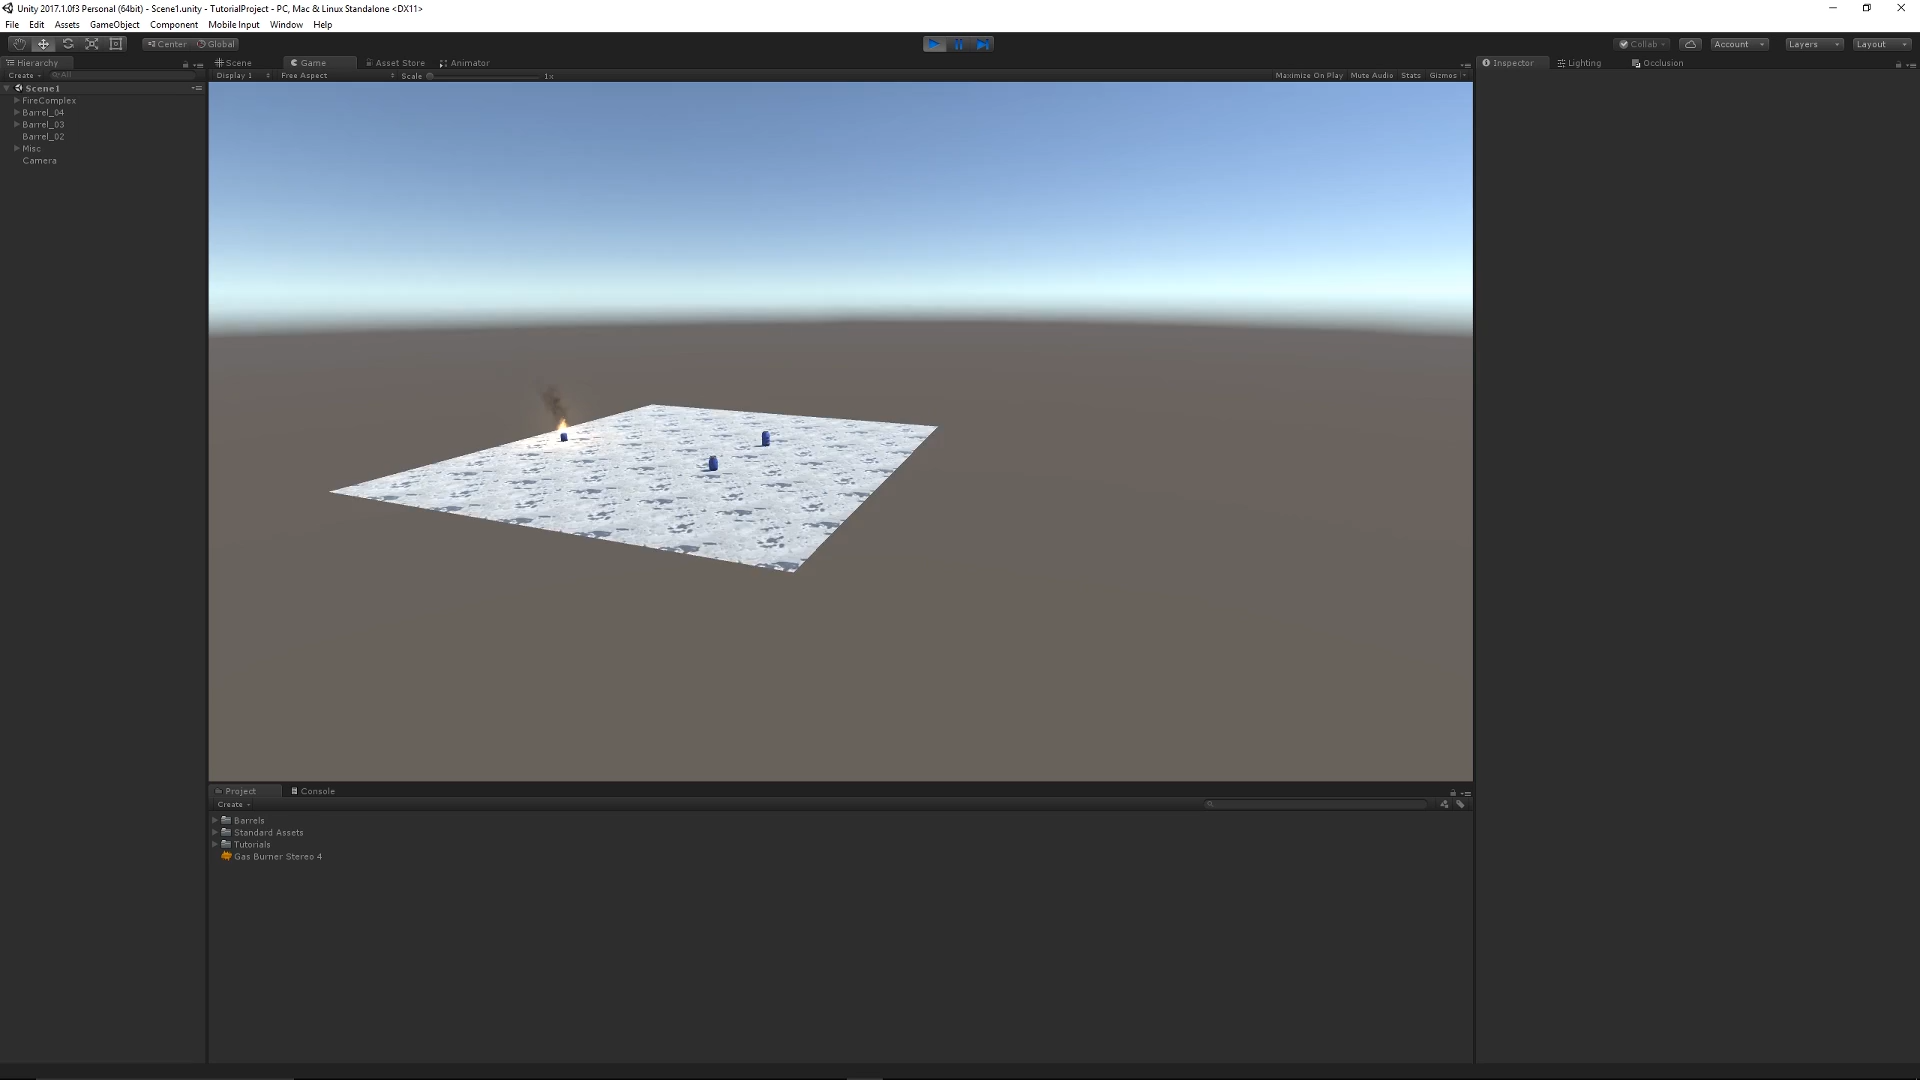 Unity 2017.1.0f3 Personal (64bit) - Scene1.unity - TutorialProject - PC, Mac & Linux Standalone <DX11>
File Edit Assets GameObject Component Mobile Input Window Help
Center Global Collab Account Layers Layout
Hierarchy Scene Game Asset Store Animator Inspector Lighting Occlusion
Create All Display 1 Free Aspect Scale 1x Maximize On Play Mute Audio Stats Gizmos
Scene1
FireComplex
Barrel_04
Barrel_03
Barrel_02
Misc
Camera
Project Console
Create
Barrels
Standard Assets
Tutorials
Gas Burner Stereo 4